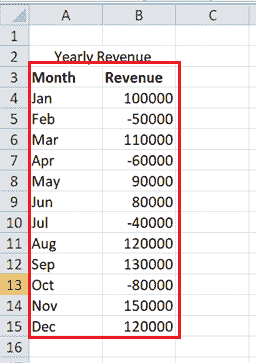 A B C
1
2 Yearly Revenue
3 Month Revenue
4 Jan 100000
5 Feb -50000
6 Mar 110000
7 Apr -60000
8 May 90000
9 Jun 80000
10 Jul -40000
11 Aug 120000
12 Sep 130000
13 Oct -80000
14 Nov 150000
15 Dec 120000
16